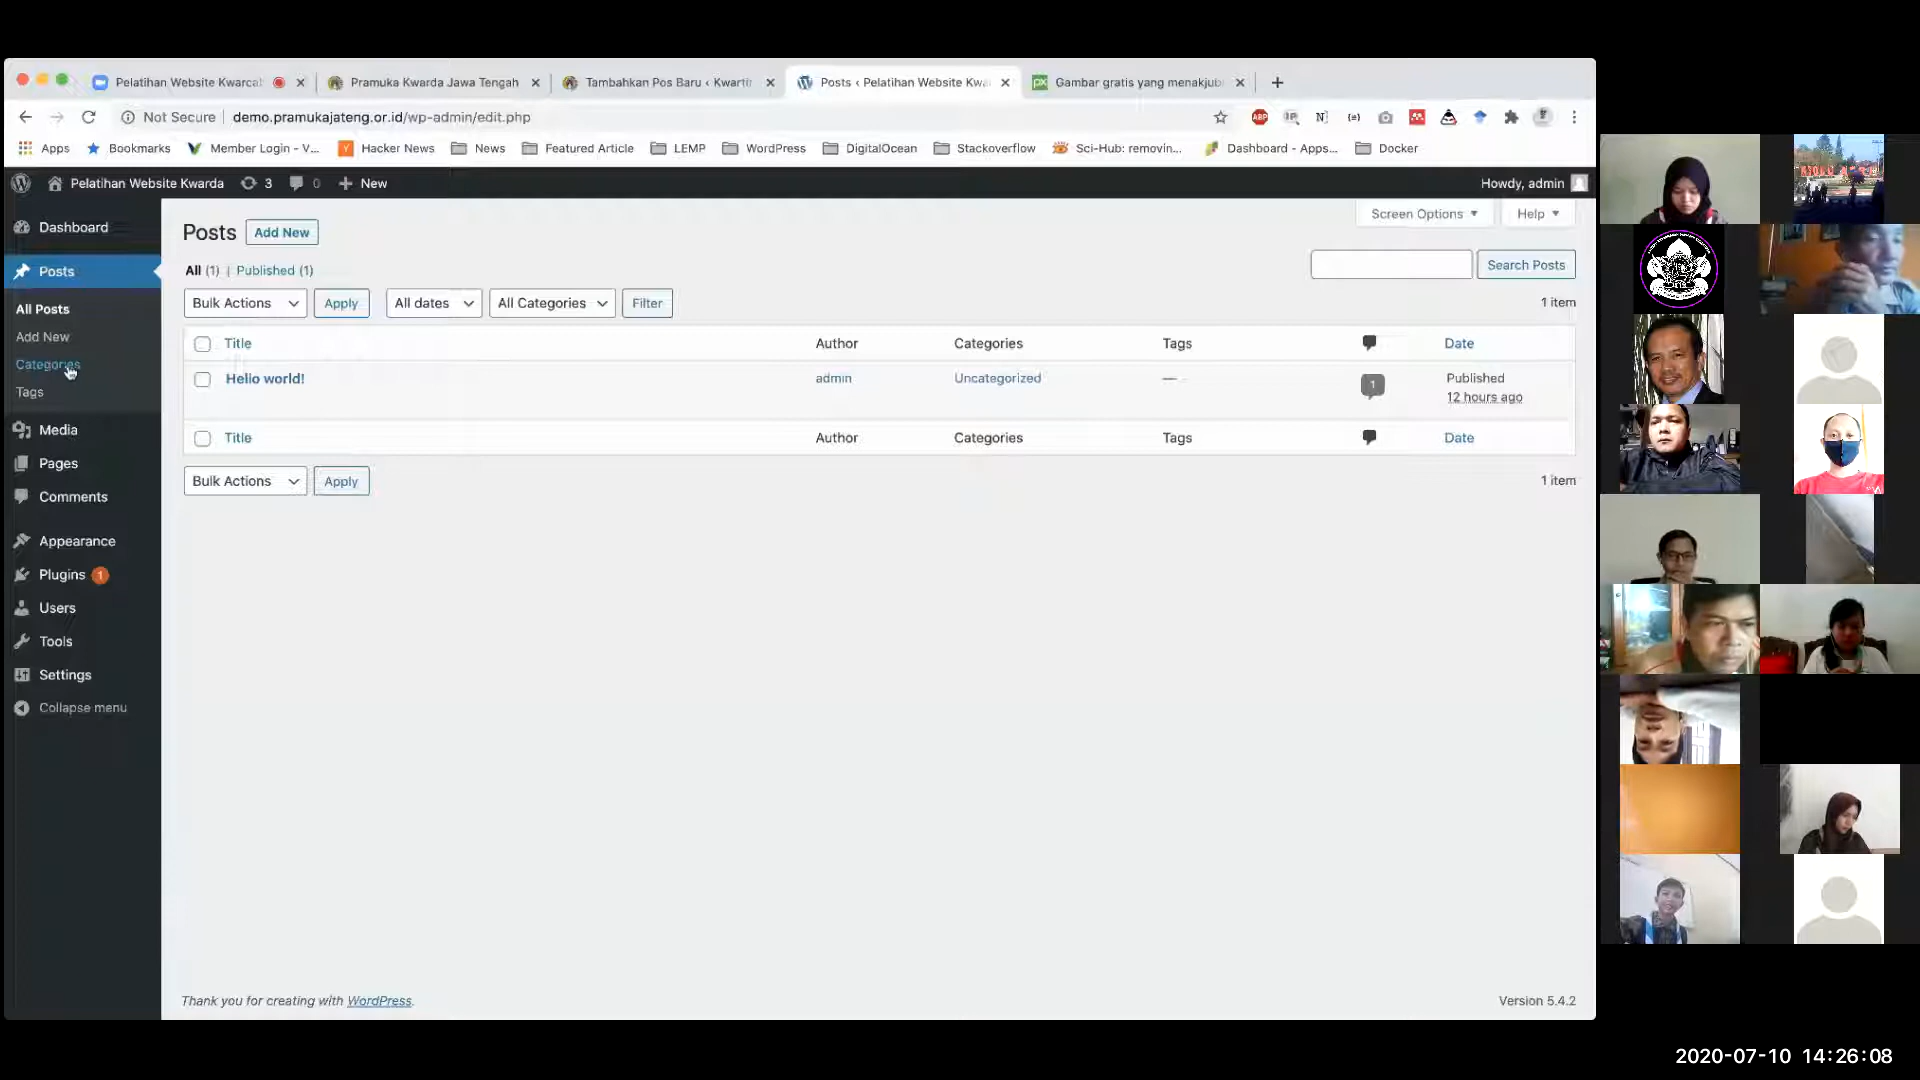 Pelatihan Website Kwarca
Pramuka Kwarda Jawa Tengah
Tambahkan Pos Baru ‹ Kwartir
Posts ‹ Pelatihan Website Kwa
Gambar gratis yang menakjub
Not Secure
demo.pramukajateng.or.id/wp-admin/edit.php
ABP
Apps
Bookmarks
Member Login - V...
Hacker News
News
Featured Article
LEMP
WordPress
DigitalOcean
Stackoverflow
Sci-Hub: removin...
Dashboard - Apps...
Docker
Pelatihan Website Kwarda
3
0
New
Howdy, admin
Dashboard
Posts
All Posts
Add New
Categories
Tags
Media
Pages
Comments
Appearance
Plugins 1
Users
Tools
Settings
Collapse menu
Posts
Add New
Screen Options
Help
All (1) | Published (1)
Search Posts
Bulk Actions
Apply
All dates
All Categories
Filter
1 item
Title
Author
Categories
Tags
Date
Hello world!
admin
Uncategorized
—
1
Published
12 hours ago
Title
Author
Categories
Tags
Date
Bulk Actions
Apply
1 item
Thank you for creating with WordPress.
Version 5.4.2
2020-07-10 14:26:08